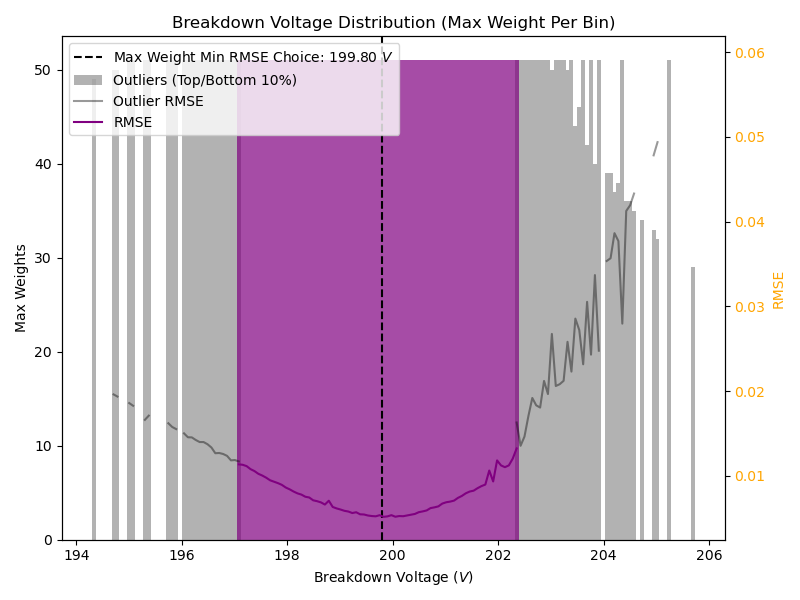 Breakdown Voltage Distribution (Max Weight Per Bin)
Max Weight Min RMSE Choice: 199.80 V
Outliers (Top/Bottom 10%)
Outlier RMSE
RMSE
Max Weights
50
40
30
20
10
0
0.06
0.05
0.04
0.03
0.02
0.01
RMSE
194 196 198 200 202 204 206
Breakdown Voltage (V)